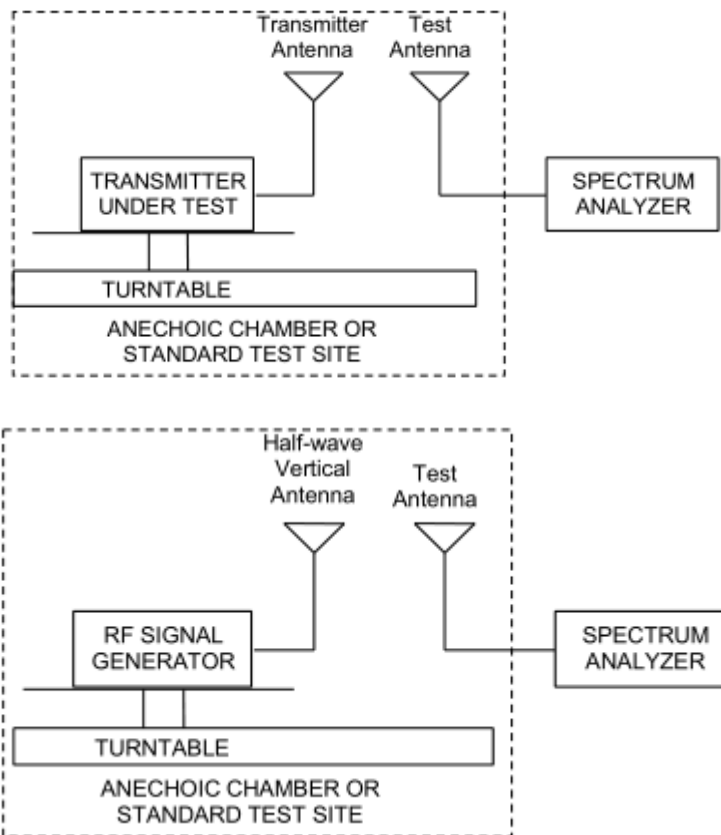 Transmitter
Antenna
Test
Antenna
TRANSMITTER
UNDER TEST
SPECTRUM
ANALYZER
TURNTABLE
ANECHOIC CHAMBER OR
STANDARD TEST SITE
Half-wave
Vertical
Antenna
Test
Antenna
RF SIGNAL
GENERATOR
SPECTRUM
ANALYZER
TURNTABLE
ANECHOIC CHAMBER OR
STANDARD TEST SITE